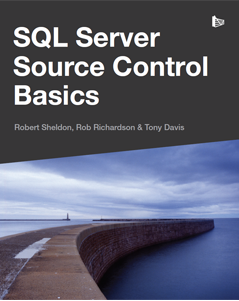 SQL Server
Source Control
Basics
Robert Sheldon, Rob Richardson & Tony Davis